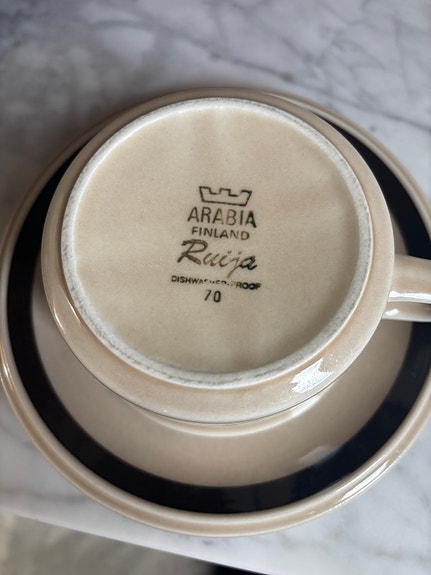 ARABIA
FINLAND
Ruija
DISHWASHER-PROOF
70